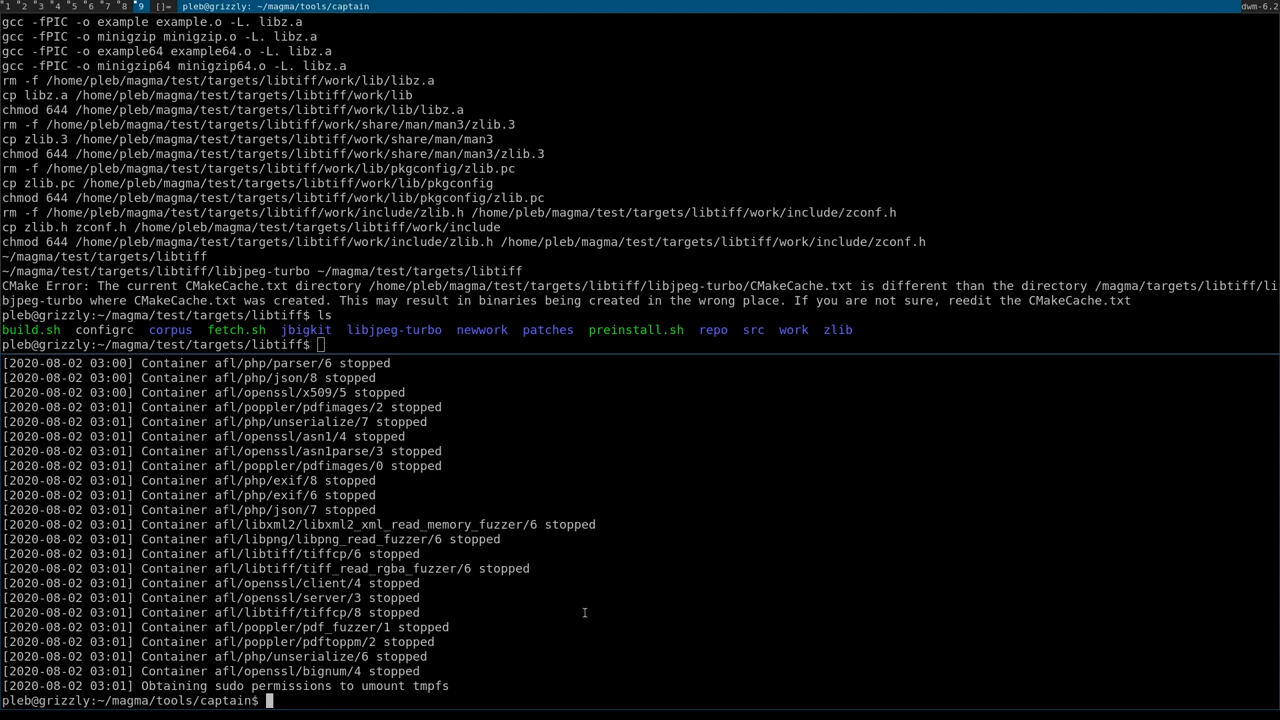 1 2 3 4 5 6 7 8 9 []= pleb@grizzly: ~/magma/tools/captain dwm-6.2
gcc -fPIC -o example example.o -L. libz.a
gcc -fPIC -o minigzip minigzip.o -L. libz.a
gcc -fPIC -o example64 example64.o -L. libz.a
gcc -fPIC -o minigzip64 minigzip64.o -L. libz.a
rm -f /home/pleb/magma/test/targets/libtiff/work/lib/libz.a
cp libz.a /home/pleb/magma/test/targets/libtiff/work/lib
chmod 644 /home/pleb/magma/test/targets/libtiff/work/lib/libz.a
rm -f /home/pleb/magma/test/targets/libtiff/work/share/man/man3/zlib.3
cp zlib.3 /home/pleb/magma/test/targets/libtiff/work/share/man/man3
chmod 644 /home/pleb/magma/test/targets/libtiff/work/share/man/man3/zlib.3
rm -f /home/pleb/magma/test/targets/libtiff/work/lib/pkgconfig/zlib.pc
cp zlib.pc /home/pleb/magma/test/targets/libtiff/work/lib/pkgconfig
chmod 644 /home/pleb/magma/test/targets/libtiff/work/lib/pkgconfig/zlib.pc
rm -f /home/pleb/magma/test/targets/libtiff/work/include/zlib.h /home/pleb/magma/test/targets/libtiff/work/include/zconf.h
cp zlib.h zconf.h /home/pleb/magma/test/targets/libtiff/work/include
chmod 644 /home/pleb/magma/test/targets/libtiff/work/include/zlib.h /home/pleb/magma/test/targets/libtiff/work/include/zconf.h
~/magma/test/targets/libtiff
~/magma/test/targets/libtiff/libjpeg-turbo ~/magma/test/targets/libtiff
CMake Error: The current CMakeCache.txt directory /home/pleb/magma/test/targets/libtiff/libjpeg-turbo/CMakeCache.txt is different than the directory /magma/targets/libtiff/li
bjpeg-turbo where CMakeCache.txt was created. This may result in binaries being created in the wrong place. If you are not sure, reedit the CMakeCache.txt
pleb@grizzly:~/magma/test/targets/libtiff$ ls
build.sh configrc corpus fetch.sh jbigkit libjpeg-turbo newwork patches preinstall.sh repo src work zlib
pleb@grizzly:~/magma/test/targets/libtiff$
[2020-08-02 03:00] Container afl/php/parser/6 stopped
[2020-08-02 03:00] Container afl/php/json/8 stopped
[2020-08-02 03:00] Container afl/openssl/x509/5 stopped
[2020-08-02 03:01] Container afl/poppler/pdfimages/2 stopped
[2020-08-02 03:01] Container afl/php/unserialize/7 stopped
[2020-08-02 03:01] Container afl/openssl/asn1/4 stopped
[2020-08-02 03:01] Container afl/openssl/asn1parse/3 stopped
[2020-08-02 03:01] Container afl/poppler/pdfimages/0 stopped
[2020-08-02 03:01] Container afl/php/exif/8 stopped
[2020-08-02 03:01] Container afl/php/exif/6 stopped
[2020-08-02 03:01] Container afl/php/json/7 stopped
[2020-08-02 03:01] Container afl/libxml2/libxml2_xml_read_memory_fuzzer/6 stopped
[2020-08-02 03:01] Container afl/libpng/libpng_read_fuzzer/6 stopped
[2020-08-02 03:01] Container afl/libtiff/tiffcp/6 stopped
[2020-08-02 03:01] Container afl/libtiff/tiff_read_rgba_fuzzer/6 stopped
[2020-08-02 03:01] Container afl/openssl/client/4 stopped
[2020-08-02 03:01] Container afl/openssl/server/3 stopped
[2020-08-02 03:01] Container afl/libtiff/tiffcp/8 stopped
[2020-08-02 03:01] Container afl/poppler/pdf_fuzzer/1 stopped
[2020-08-02 03:01] Container afl/poppler/pdftoppm/2 stopped
[2020-08-02 03:01] Container afl/php/unserialize/6 stopped
[2020-08-02 03:01] Container afl/openssl/bignum/4 stopped
[2020-08-02 03:01] Obtaining sudo permissions to umount tmpfs
pleb@grizzly:~/magma/tools/captain$